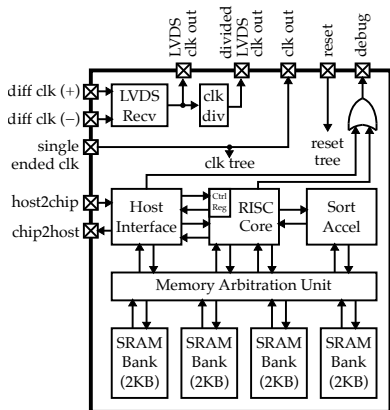 LVDS
clk out
divided
LVDS
clk out
clk out
reset
debug
diff clk (+)
diff clk (−)
LVDS
Recv
clk
div
single
ended clk
clk tree
reset
tree
host2chip
chip2host
Host
Interface
Ctrl
Reg
RISC
Core
Sort
Accel
Memory Arbitration Unit
SRAM
Bank
(2KB)
SRAM
Bank
(2KB)
SRAM
Bank
(2KB)
SRAM
Bank
(2KB)